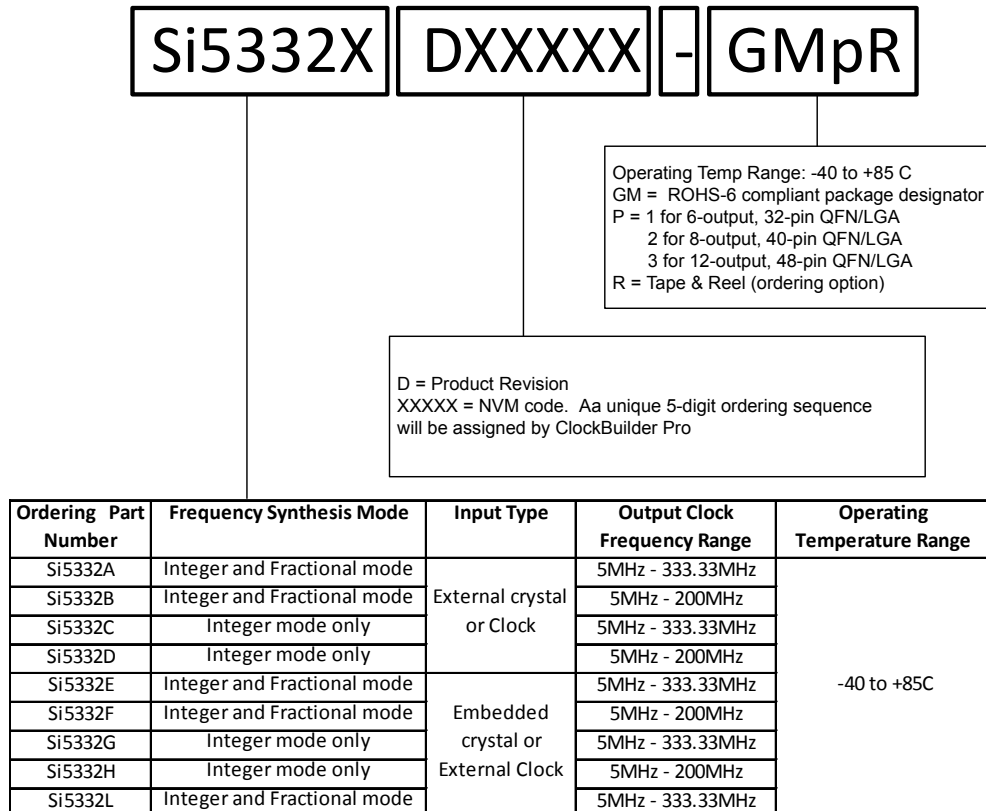 Si5332X DXXXXX - GMpR
Operating Temp Range: -40 to +85 C
GM = ROHS-6 compliant package designator
P = 1 for 6-output, 32-pin QFN/LGA
2 for 8-output, 40-pin QFN/LGA
3 for 12-output, 48-pin QFN/LGA
R = Tape & Reel (ordering option)
D = Product Revision
XXXXX = NVM code. Aa unique 5-digit ordering sequence
will be assigned by ClockBuilder Pro
Ordering Part Number Frequency Synthesis Mode Input Type Output Clock Frequency Range Operating Temperature Range
Si5332A Integer and Fractional mode External crystal or Clock 5MHz - 333.33MHz -40 to +85C
Si5332B Integer and Fractional mode 5MHz - 200MHz
Si5332C Integer mode only 5MHz - 333.33MHz
Si5332D Integer mode only 5MHz - 200MHz
Si5332E Integer and Fractional mode Embedded crystal or External Clock 5MHz - 333.33MHz
Si5332F Integer and Fractional mode 5MHz - 200MHz
Si5332G Integer mode only 5MHz - 333.33MHz
Si5332H Integer mode only 5MHz - 200MHz
Si5332L Integer and Fractional mode 5MHz - 333.33MHz